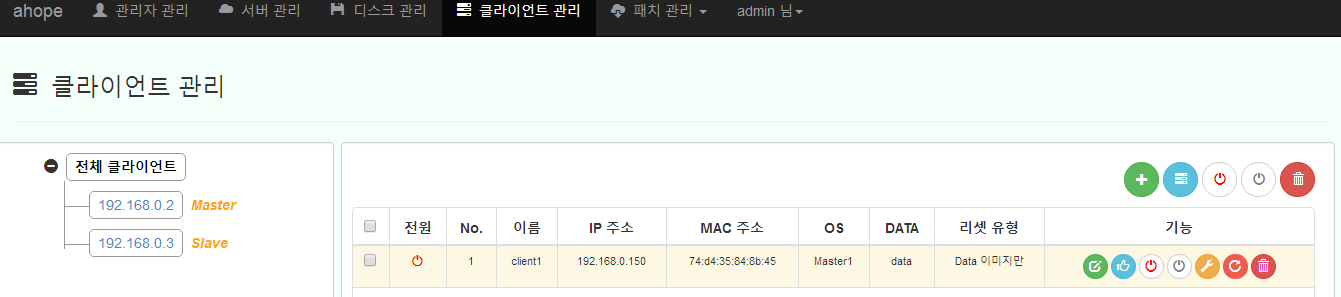 ahope 관리자 관리 서버 관리 디스크 관리 클라이언트 관리 패치 관리 admin 님
클라이언트 관리
전체 클라이언트
192.168.0.2 Master
192.168.0.3 Slave
전원 No. 이름 IP 주소 MAC 주소 OS DATA 리셋 유형 기능
1 client1 192.168.0.150 74:d4:35:84:8b:45 Master1 data Data 이미지만